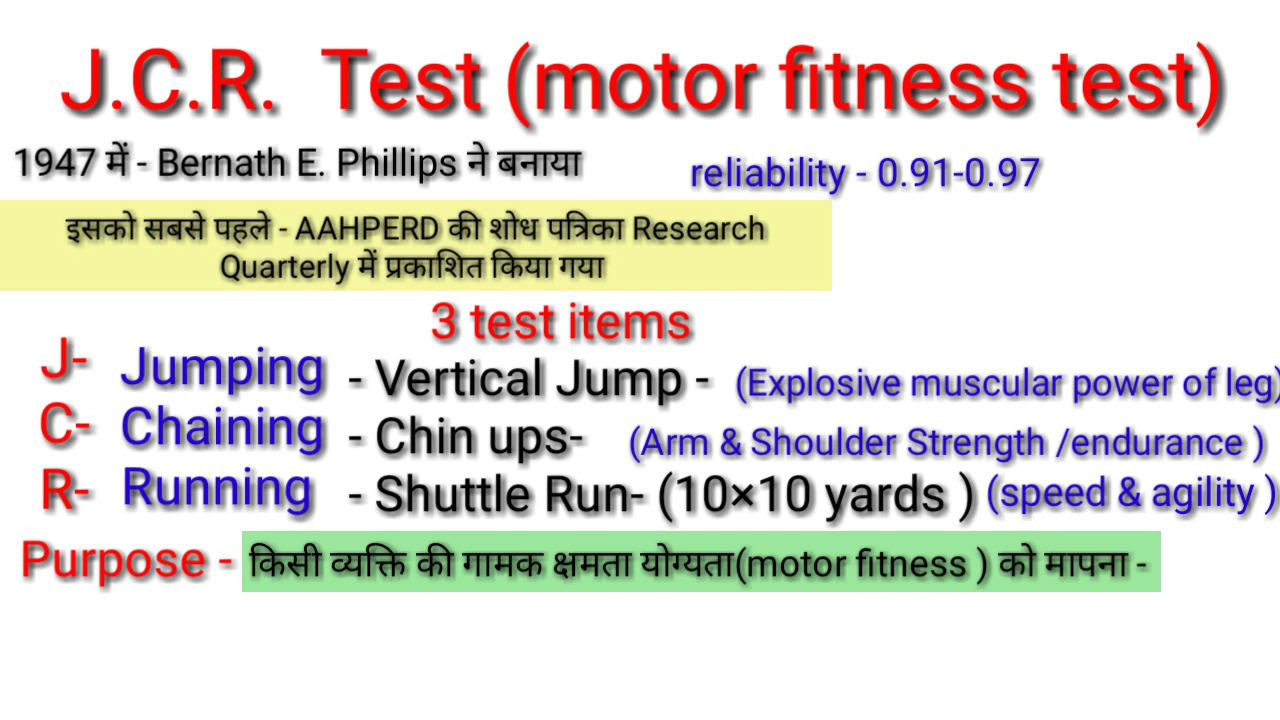 J.C.R. Test (motor fitness test)
1947 में - Bernath E. Phillips ने बनाया
reliability - 0.91-0.97
इसको सबसे पहले - AAHPERD की शोध पत्रिका Research
Quarterly में प्रकाशित किया गया
3 test items
J- Jumping - Vertical Jump - (Explosive muscular power of leg)
C- Chaining - Chin ups- (Arm & Shoulder Strength /endurance )
R- Running - Shuttle Run- (10×10 yards ) (speed & agility )
Purpose - किसी व्यक्ति की गामक क्षमता योग्यता(motor fitness ) को मापना -